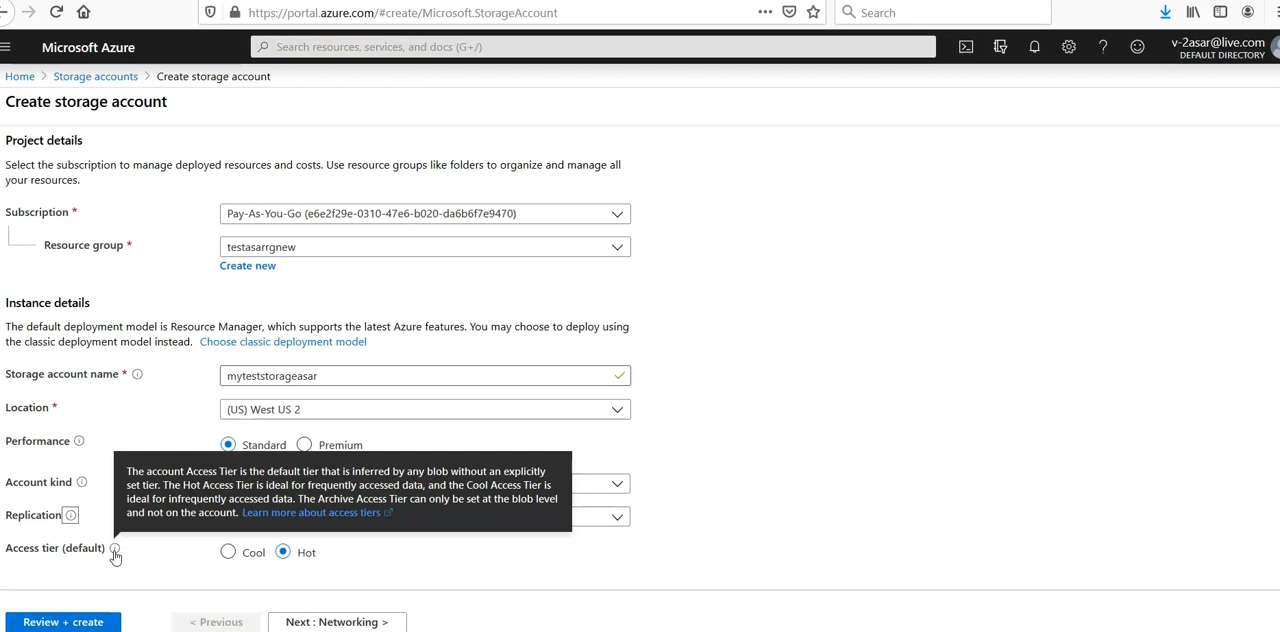 https://portal.azure.com/#create/Microsoft.StorageAccount
Search
Microsoft Azure
Search resources, services, and docs (G+/)
v-2asar@live.com
DEFAULT DIRECTORY
Home > Storage accounts > Create storage account
Create storage account
Project details
Select the subscription to manage deployed resources and costs. Use resource groups like folders to organize and manage all
your resources.
Subscription *
Pay-As-You-Go (e6e2f29e-0310-47e6-b020-da6b6f7e9470)
Resource group *
testasarrgnew
Create new
Instance details
The default deployment model is Resource Manager, which supports the latest Azure features. You may choose to deploy using
the classic deployment model instead. Choose classic deployment model
Storage account name *
myteststorageasar
Location *
(US) West US 2
Performance
Standard Premium
The account Access Tier is the default tier that is inferred by any blob without an explicitly
set tier. The Hot Access Tier is ideal for frequently accessed data, and the Cool Access Tier is
ideal for infrequently accessed data. The Archive Access Tier can only be set at the blob level
and not on the account. Learn more about access tiers
Account kind
Replication
Access tier (default)
Cool Hot
Review + create
< Previous
Next : Networking >